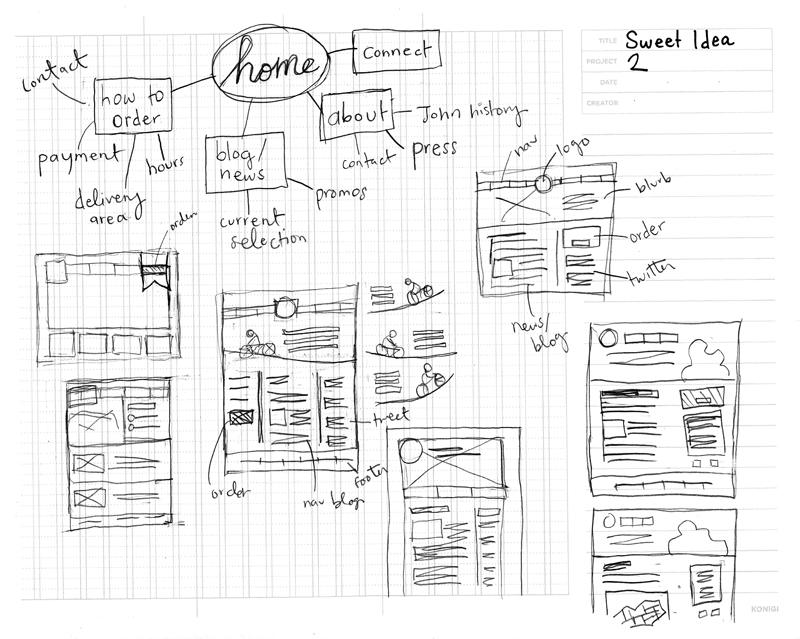 TITLE Sweet Idea
PROJECT 2
DATE
CREATOR
home
connect
contact
how to
order
payment
delivery
area
hours
blog/
news
current
selection
promos
about
John history
contact
press
nav
logo
blurb
order
twitter
news/
blog
order
order
nav blog
footer
KONIGI